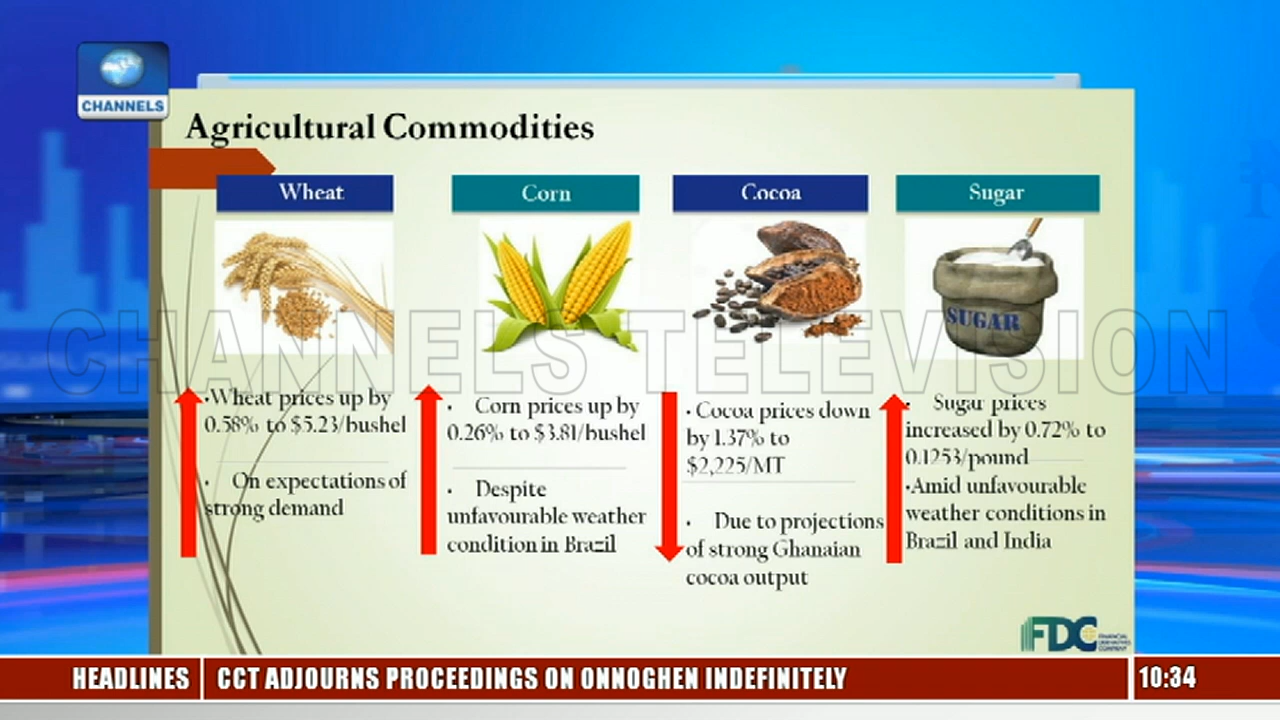 CHANNELS
Agricultural Commodities
Wheat
Corn
Cocoa
Sugar
SUGAR
CHANNELS TELEVISION
•Wheat prices up by
0.58% to $5.23/bushel
• On expectations of
strong demand
• Corn prices up by
0.26% to $3.81/bushel
• Despite
unfavourable weather
condition in Brazil
• Cocoa prices down
by 1.37% to
$2,225/MT
• Due to projections
of strong Ghanaian
cocoa output
• Sugar prices
increased by 0.72% to
0.1253/pound
•Amid unfavourable
weather conditions in
Brazil and India
FDC
FINANCIAL
DERIVATIVES
COMPANY
HEADLINES
CCT ADJOURNS PROCEEDINGS ON ONNOGHEN INDEFINITELY
10:34